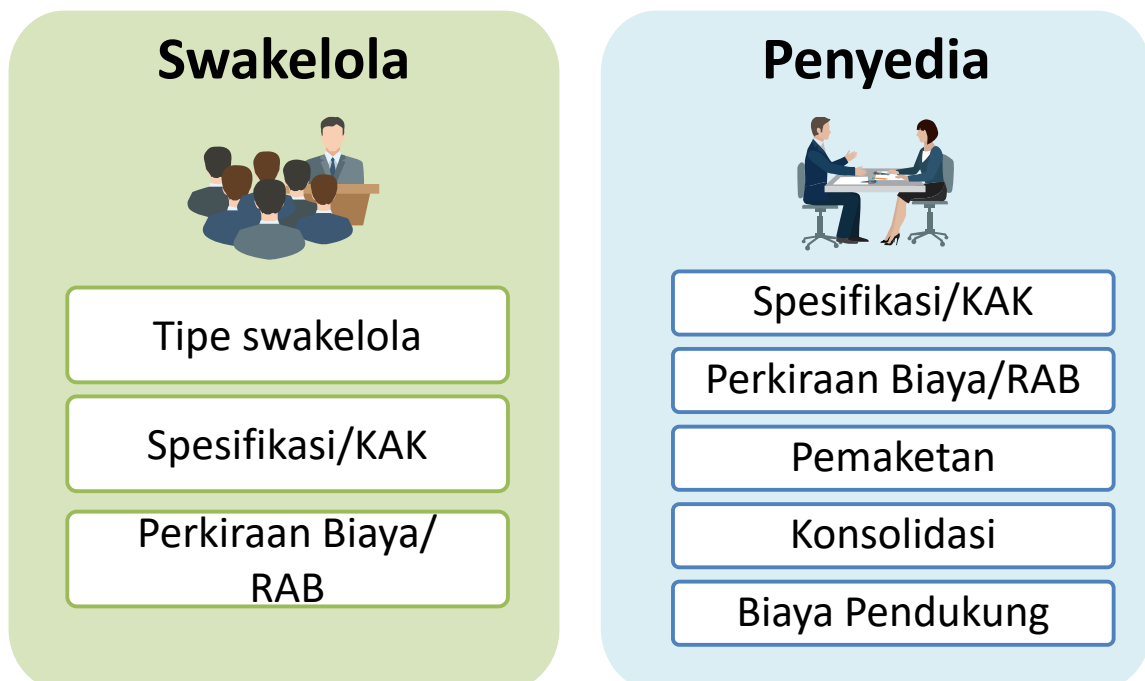 Swakelola
Tipe swakelola
Spesifikasi/KAK
Perkiraan Biaya/
RAB
Penyedia
Spesifikasi/KAK
Perkiraan Biaya/RAB
Pemaketan
Konsolidasi
Biaya Pendukung